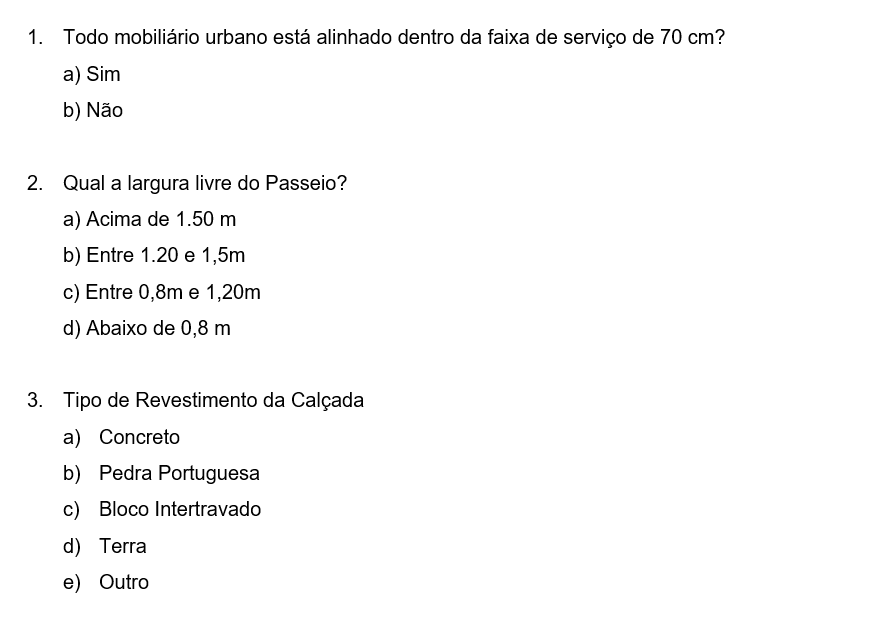 1. Todo mobiliário urbano está alinhado dentro da faixa de serviço de 70 cm?
a) Sim
b) Não
2. Qual a largura livre do Passeio?
a) Acima de 1.50 m
b) Entre 1.20 e 1,5m
c) Entre 0,8m e 1,20m
d) Abaixo de 0,8 m
3. Tipo de Revestimento da Calçada
a) Concreto
b) Pedra Portuguesa
c) Bloco Intertravado
d) Terra
e) Outro